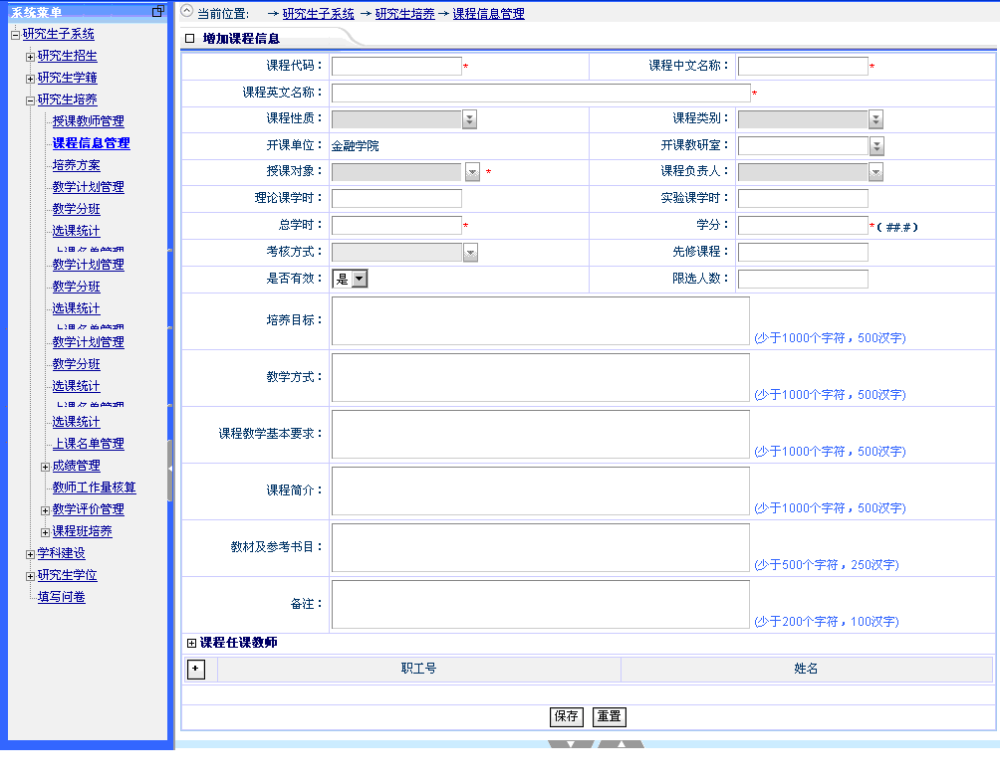 系统菜单
研究生子系统
研究生招生
研究生学籍
研究生培养
授课教师管理
课程信息管理
培养方案
教学计划管理
教学分班
选课统计
上课名单管理
教学计划管理
教学分班
选课统计
上课名单管理
教学计划管理
教学分班
选课统计
上课名单管理
选课统计
上课名单管理
成绩管理
教师工作量核算
教学评价管理
课程班培养
学科建设
研究生学位
填写问卷
当前位置: →研究生子系统 →研究生培养→课程信息管理
增加课程信息
课程代码： * 课程中文名称： *
课程英文名称： *
课程性质： 课程类别：
开课单位： 金融学院 开课教研室：
授课对象： * 课程负责人：
理论课学时： 实验课学时：
总学时： * 学分： *( ##.# )
考核方式： 先修课程：
是否有效： 是 限选人数：
培养目标： (少于1000个字符，500汉字)
教学方式： (少于1000个字符，500汉字)
课程教学基本要求： (少于1000个字符，500汉字)
课程简介： (少于1000个字符，500汉字)
教材及参考书目： (少于500个字符，250汉字)
备注： (少于200个字符，100汉字)
课程任课教师
+ 职工号 姓名
保存 重置